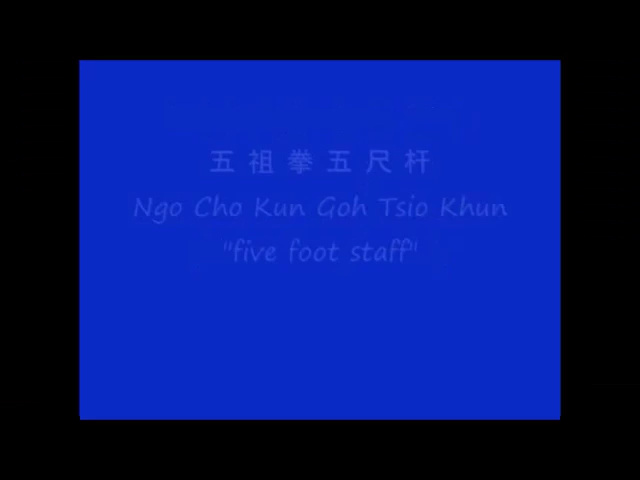 五祖拳五尺杆
Ngo Cho Kun Goh Tsio Khun
"five foot staff"